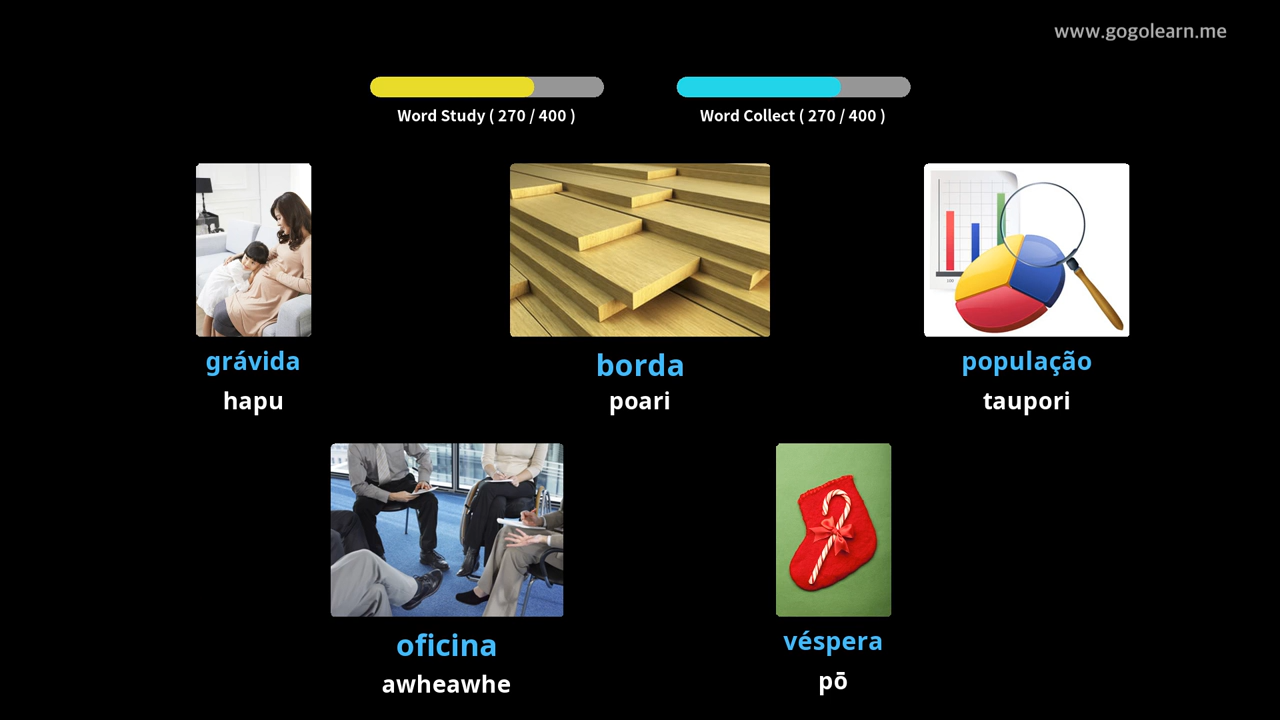 www.gogolearn.me
Word Study ( 270 / 400 )
Word Collect ( 270 / 400 )
grávida
hapu
borda
poari
população
taupori
oficina
awheawhe
véspera
pō